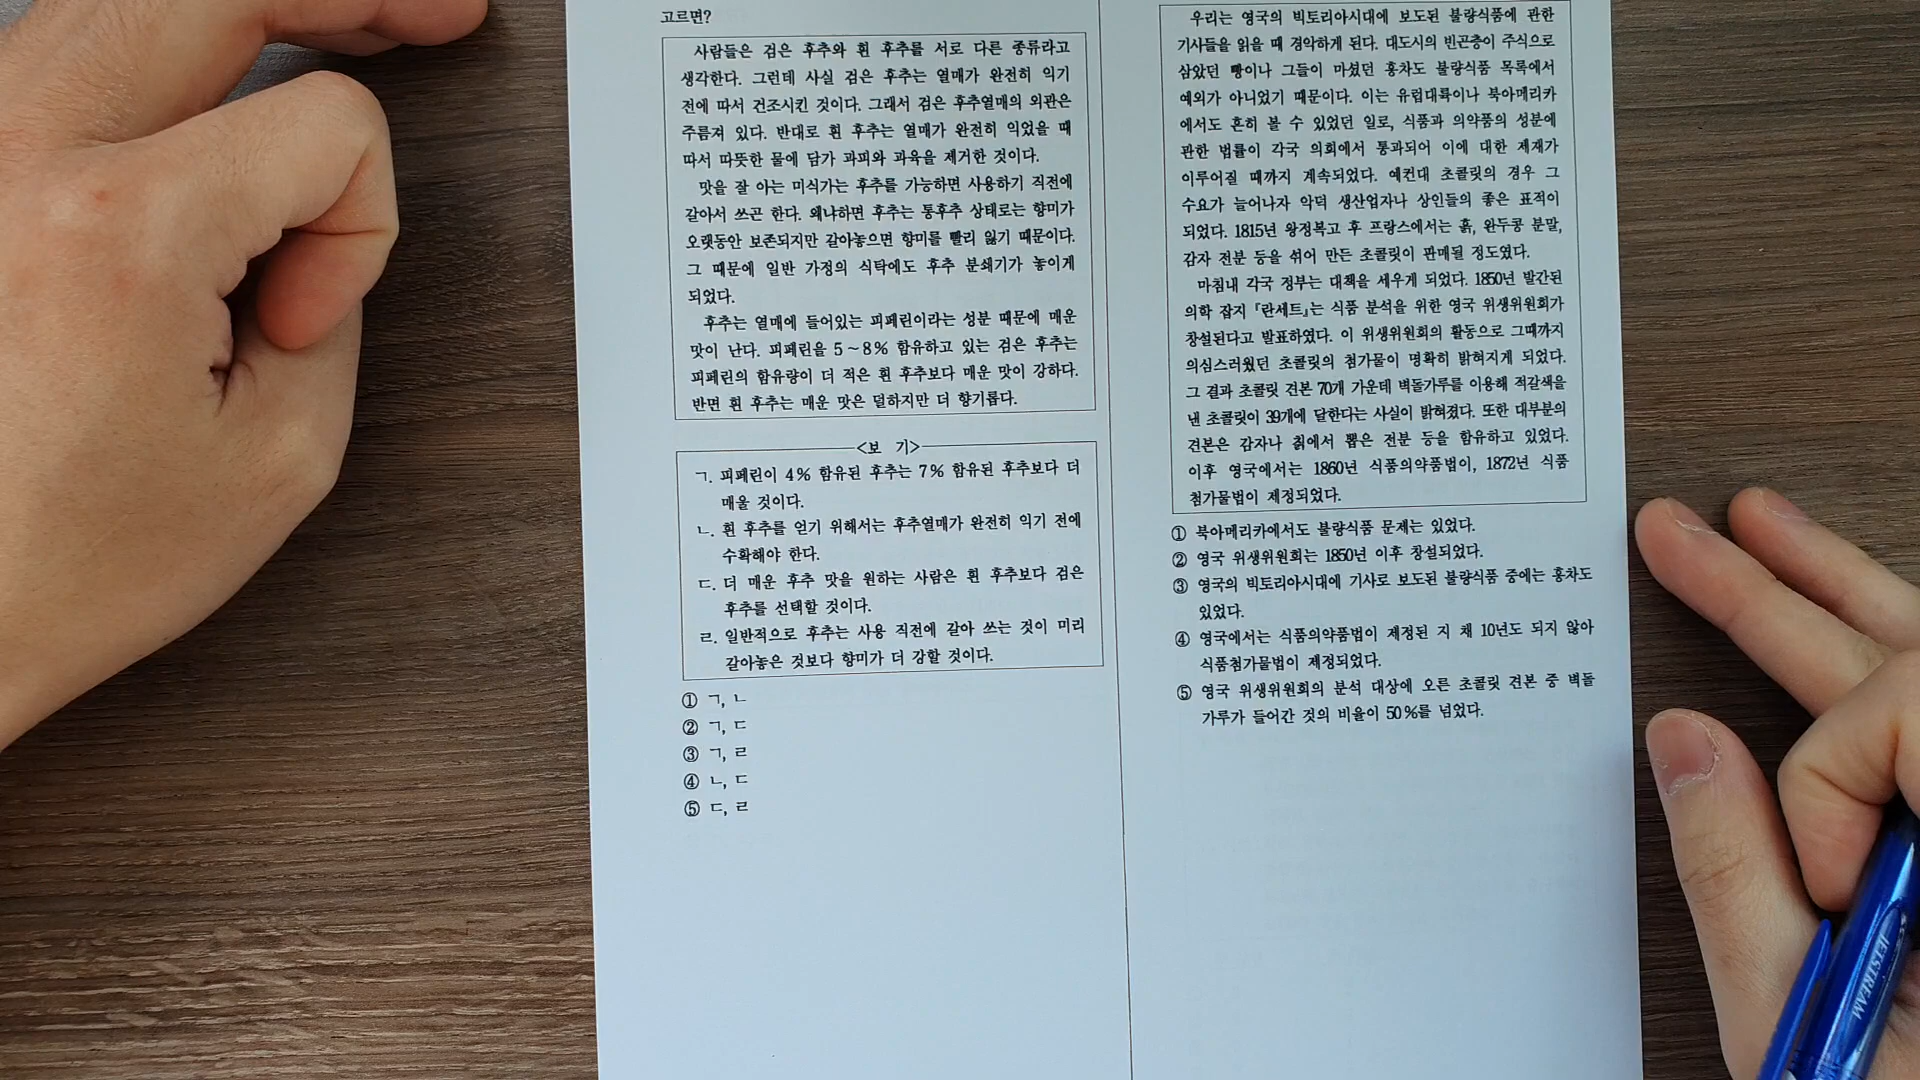 고르면?
사람들은 검은 후추와 흰 후추를 서로 다른 종류라고
생각한다. 그런데 사실 검은 후추는 열매가 완전히 익기
전에 따서 건조시킨 것이다. 그래서 검은 후추열매의 외관은
주름져 있다. 반대로 흰 후추는 열매가 완전히 익었을 때
따서 따뜻한 물에 담가 과피와 과육을 제거한 것이다.
맛을 잘 아는 미식가는 후추를 가능하면 사용하기 직전에
갈아서 쓰곤 한다. 왜냐하면 후추는 통후추 상태로는 향미가
오랫동안 보존되지만 갈아놓으면 향미를 빨리 잃기 때문이다.
그 때문에 일반 가정의 식탁에도 후추 분쇄기가 놓이게
되었다.
후추는 열매에 들어있는 피페린이라는 성분 때문에 매운
맛이 난다. 피페린을 5~8% 함유하고 있는 검은 후추는
피페린의 함유량이 더 적은 흰 후추보다 매운 맛이 강하다.
반면 흰 후추는 매운 맛은 덜하지만 더 향기롭다.
<보 기>
ㄱ. 피페린이 4% 함유된 후추는 7% 함유된 후추보다 더
매울 것이다.
ㄴ. 흰 후추를 얻기 위해서는 후추열매가 완전히 익기 전에
수확해야 한다.
ㄷ. 더 매운 후추 맛을 원하는 사람은 흰 후추보다 검은
후추를 선택할 것이다.
ㄹ. 일반적으로 후추는 사용 직전에 갈아 쓰는 것이 미리
갈아놓은 것보다 향미가 더 강할 것이다.
① ㄱ, ㄴ
② ㄱ, ㄷ
③ ㄱ, ㄹ
④ ㄴ, ㄷ
⑤ ㄷ, ㄹ
우리는 영국의 빅토리아시대에 보도된 불량식품에 관한
기사들을 읽을 때 경악하게 된다. 대도시의 빈곤층이 주식으로
삼았던 빵이나 그들이 마셨던 홍차도 불량식품 목록에서
예외가 아니었기 때문이다. 이는 유럽대륙이나 북아메리카
에서도 흔히 볼 수 있었던 일로, 식품과 의약품의 성분에
관한 법률이 각국 의회에서 통과되어 이에 대한 제재가
이루어질 때까지 계속되었다. 예컨대 초콜릿의 경우 그
수요가 늘어나자 악덕 생산업자나 상인들의 좋은 표적이
되었다. 1815년 왕정복고 후 프랑스에서는 흙, 완두콩 분말,
감자 전분 등을 섞어 만든 초콜릿이 판매될 정도였다.
마침내 각국 정부는 대책을 세우게 되었다. 1850년 발간된
의학 잡지 『란세트』는 식품 분석을 위한 영국 위생위원회가
창설된다고 발표하였다. 이 위생위원회의 활동으로 그때까지
의심스러웠던 초콜릿의 첨가물이 명확히 밝혀지게 되었다.
그 결과 초콜릿 견본 70개 가운데 벽돌가루를 이용해 적갈색을
낸 초콜릿이 39개에 달한다는 사실이 밝혀졌다. 또한 대부분의
견본은 감자나 칡에서 뽑은 전분 등을 함유하고 있었다.
이후 영국에서는 1860년 식품의약품법이, 1872년 식품
첨가물법이 제정되었다.
① 북아메리카에서도 불량식품 문제는 있었다.
② 영국 위생위원회는 1850년 이후 창설되었다.
③ 영국의 빅토리아시대에 기사로 보도된 불량식품 중에는 홍차도
있었다.
④ 영국에서는 식품의약품법이 제정된 지 채 10년도 되지 않아
식품첨가물법이 제정되었다.
⑤ 영국 위생위원회의 분석 대상에 오른 초콜릿 견본 중 벽돌
가루가 들어간 것의 비율이 50%를 넘었다.
JETSTREAM